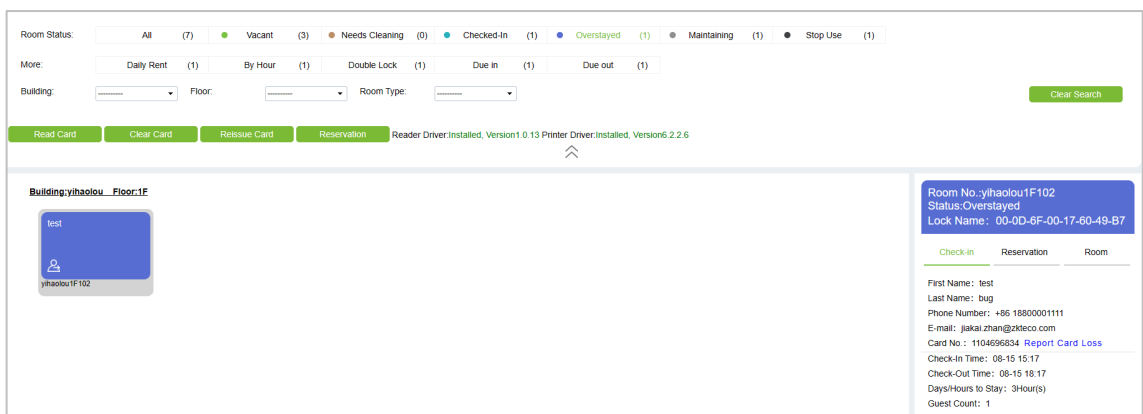 Room Status: All (7) Vacant (3) Needs Cleaning (0) Checked-In (1) Overstayed (1) Maintaining (1) Stop Use (1)
More: Daily Rent (1) By Hour (1) Double Lock (1) Due in (1) Due out (1)
Building: ---------- Floor: ---------- Room Type: ---------- Clear Search
Read Card Clear Card Reissue Card Reservation Reader Driver:Installed, Version1.0.13 Printer Driver:Installed, Version6.2.2.6
Building:yihaolou Floor:1F
test
yihaolou1F102
Room No.:yihaolou1F102
Status:Overstayed
Lock Name: 00-0D-6F-00-17-60-49-B7
Check-in Reservation Room
First Name: test
Last Name: bug
Phone Number: +86 18800001111
E-mail: jiakai.zhan@zkteco.com
Card No.: 1104696834 Report Card Loss
Check-In Time: 08-15 15:17
Check-Out Time: 08-15 18:17
Days/Hours to Stay: 3Hour(s)
Guest Count: 1